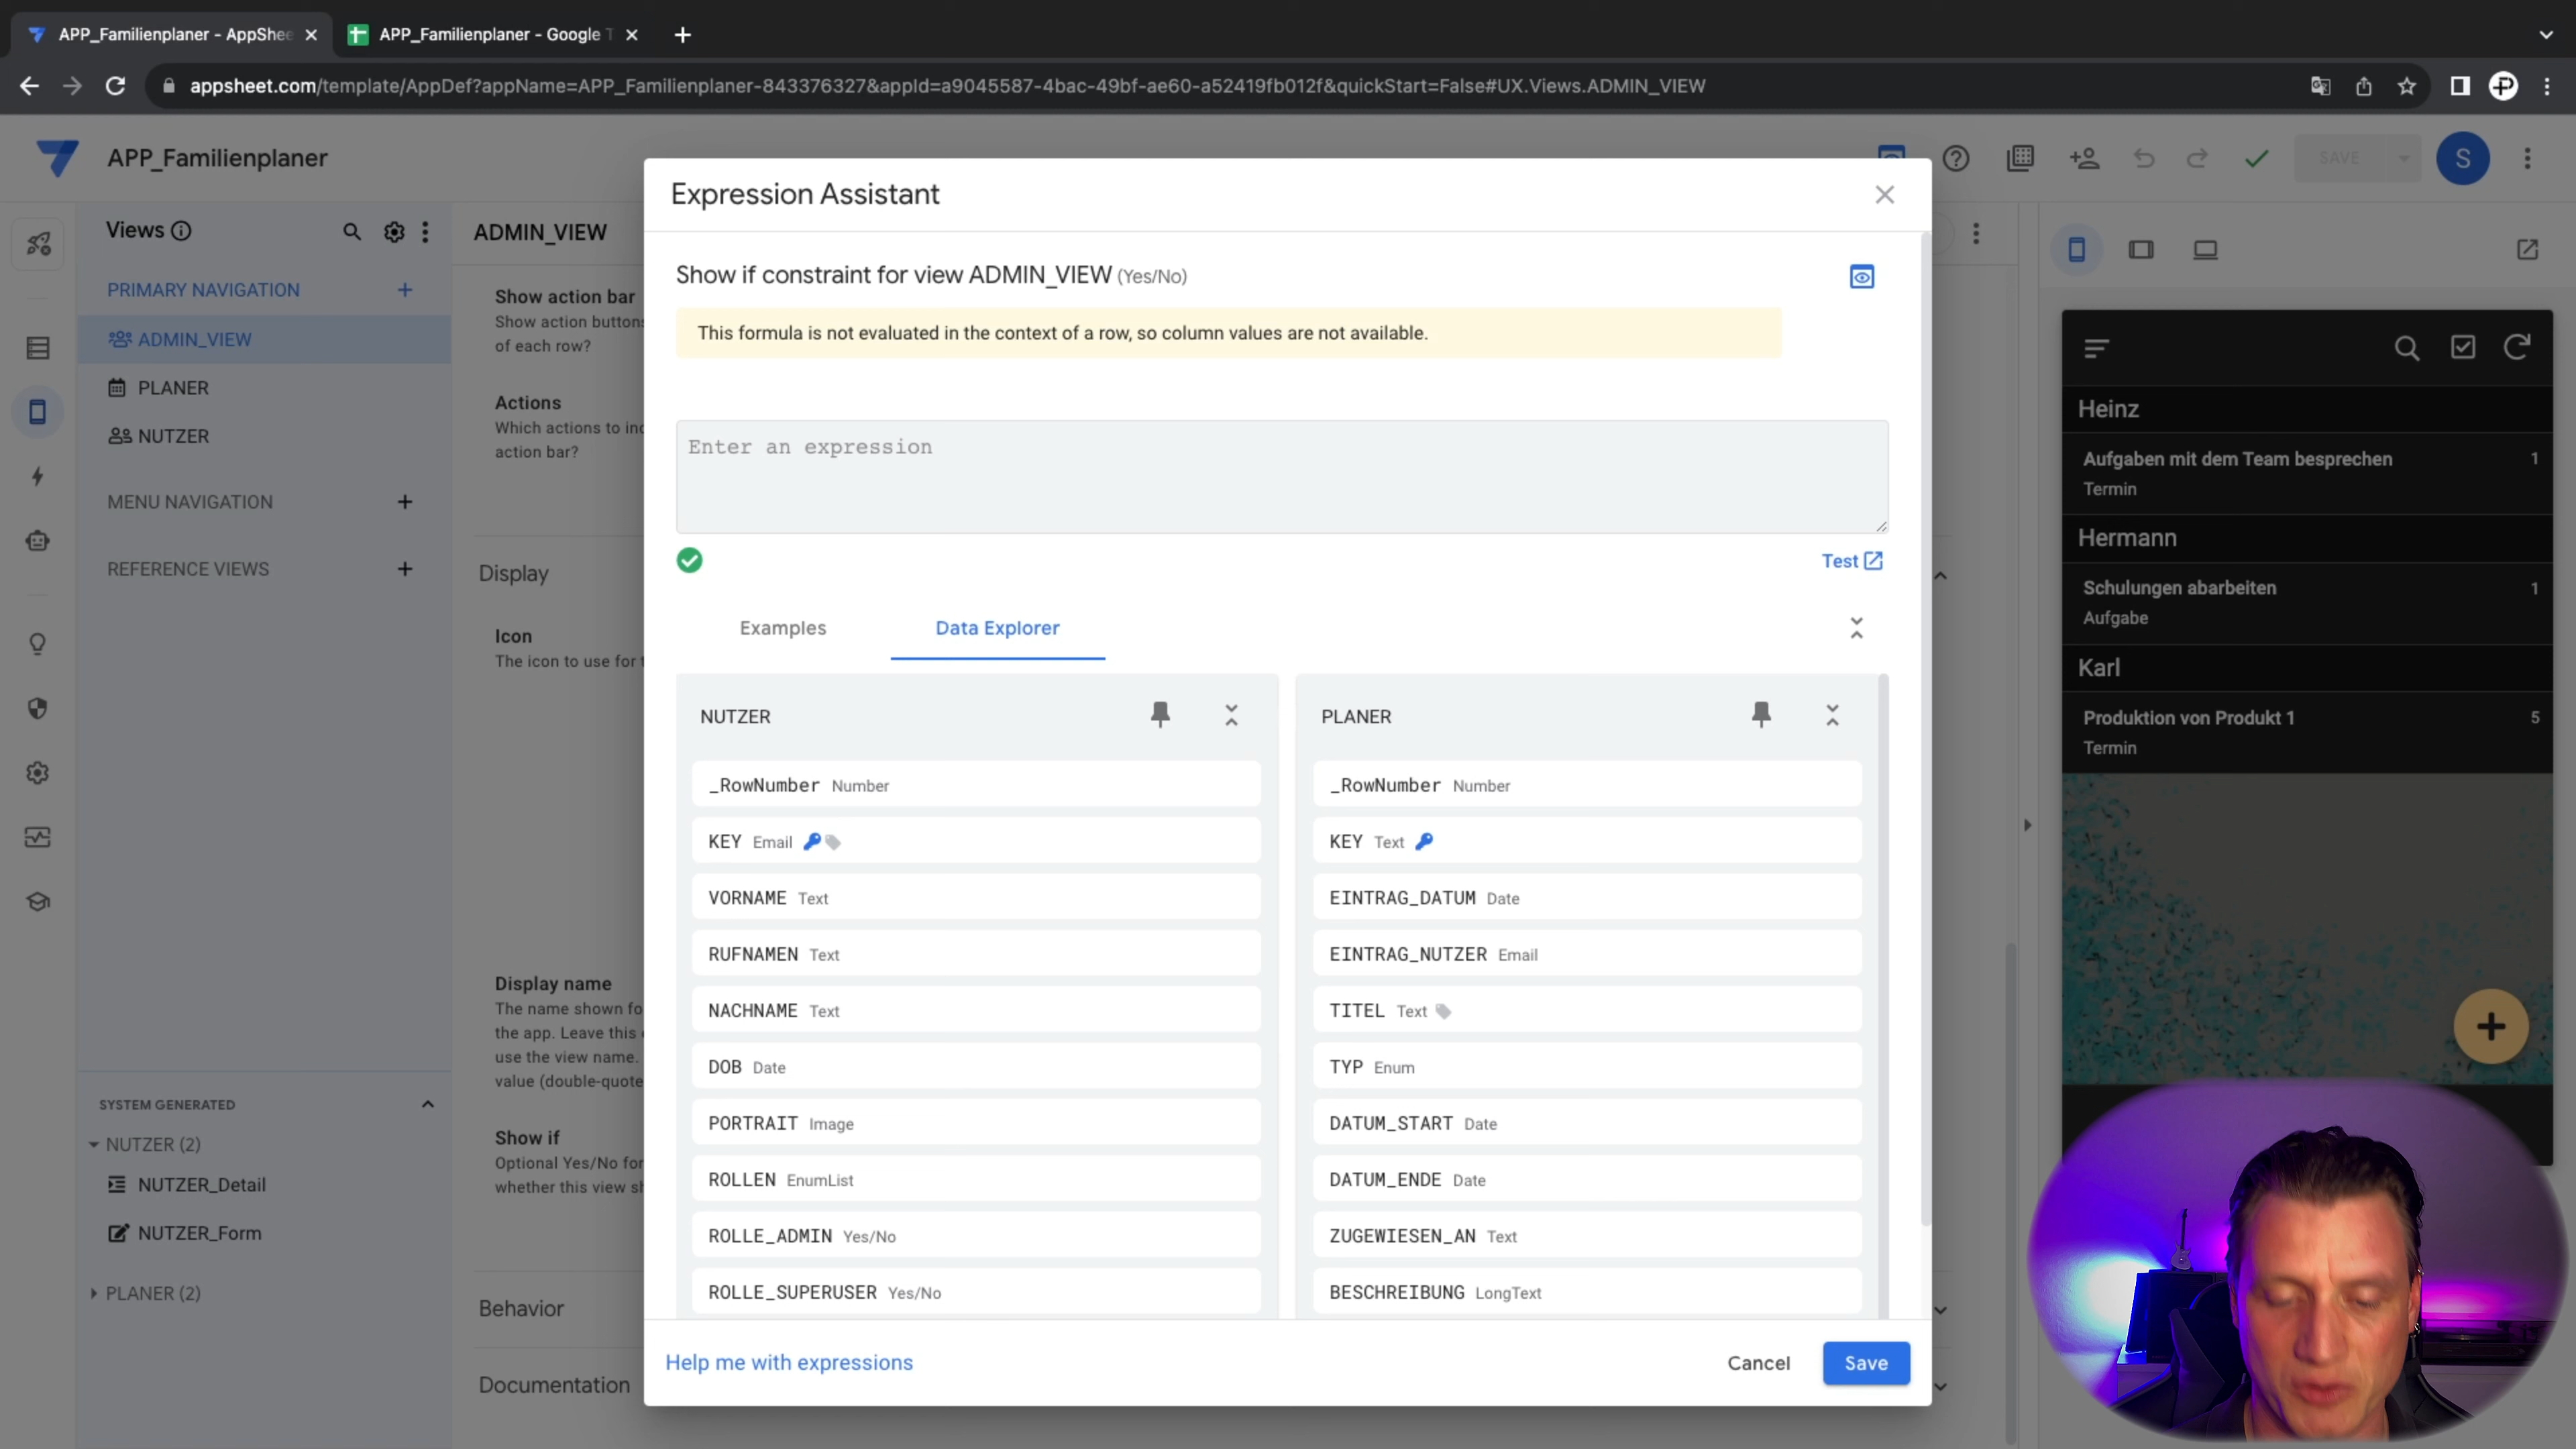 APP_Familienplaner - AppShee
APP_Familienplaner - Google T
appsheet.com/template/AppDef?appName=APP_Familienplaner-843376327&appId=a9045587-4bac-49bf-ae60-a52419fb012f&quickStart=False#UX.Views.ADMIN_VIEW
APP_Familienplaner
SAVE
S
Views
PRIMARY NAVIGATION
ADMIN_VIEW
PLANER
NUTZER
MENU NAVIGATION
REFERENCE VIEWS
SYSTEM GENERATED
NUTZER (2)
NUTZER_Detail
NUTZER_Form
PLANER (2)
ADMIN_VIEW
Show action bar
Show action buttons
of each row?
Actions
Which actions to inc
action bar?
Display
Icon
The icon to use for t
Display name
The name shown fo
the app. Leave this
use the view name.
value (double-quote
Show if
Optional Yes/No for
whether this view sh
Behavior
Documentation
Expression Assistant
Show if constraint for view ADMIN_VIEW (Yes/No)
This formula is not evaluated in the context of a row, so column values are not available.
Enter an expression
Test
Examples
Data Explorer
NUTZER
_RowNumber Number
KEY Email
VORNAME Text
RUFNAMEN Text
NACHNAME Text
DOB Date
PORTRAIT Image
ROLLEN EnumList
ROLLE_ADMIN Yes/No
ROLLE_SUPERUSER Yes/No
PLANER
_RowNumber Number
KEY Text
EINTRAG_DATUM Date
EINTRAG_NUTZER Email
TITEL Text
TYP Enum
DATUM_START Date
DATUM_ENDE Date
ZUGEWIESEN_AN Text
BESCHREIBUNG LongText
Help me with expressions
Cancel
Save
Heinz
Aufgaben mit dem Team besprechen 1
Termin
Hermann
Schulungen abarbeiten 1
Aufgabe
Karl
Produktion von Produkt 1 5
Termin